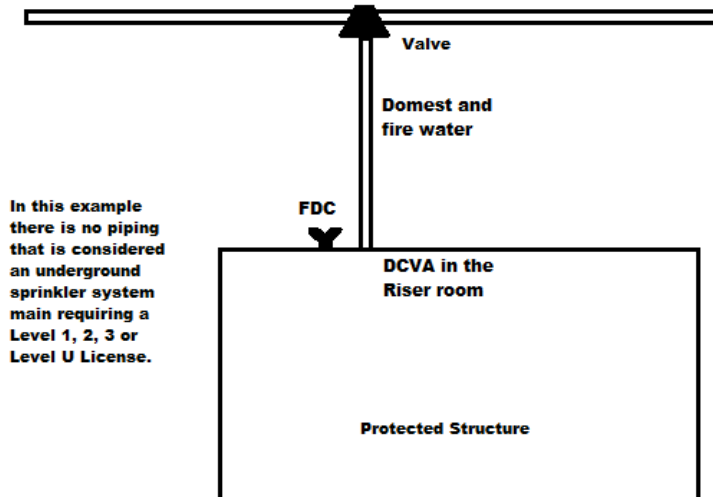 Valve
Domest and
fire water
In this example
there is no piping
that is considered
an underground
sprinkler system
main requiring a
Level 1, 2, 3 or
Level U License.
FDC
DCVA in the
Riser room
Protected Structure